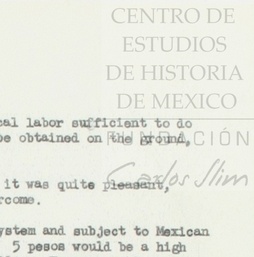 CENTRO DE
ESTUDIOS
DE HISTORIA
DE MEXICO
FUNDACIÓN
Carlos Slim
cal labor sufficient to do
be obtained on the ground,
it was quite pleasant,
rcome.
ystem and subject to Mexican
5 pesos would be a high